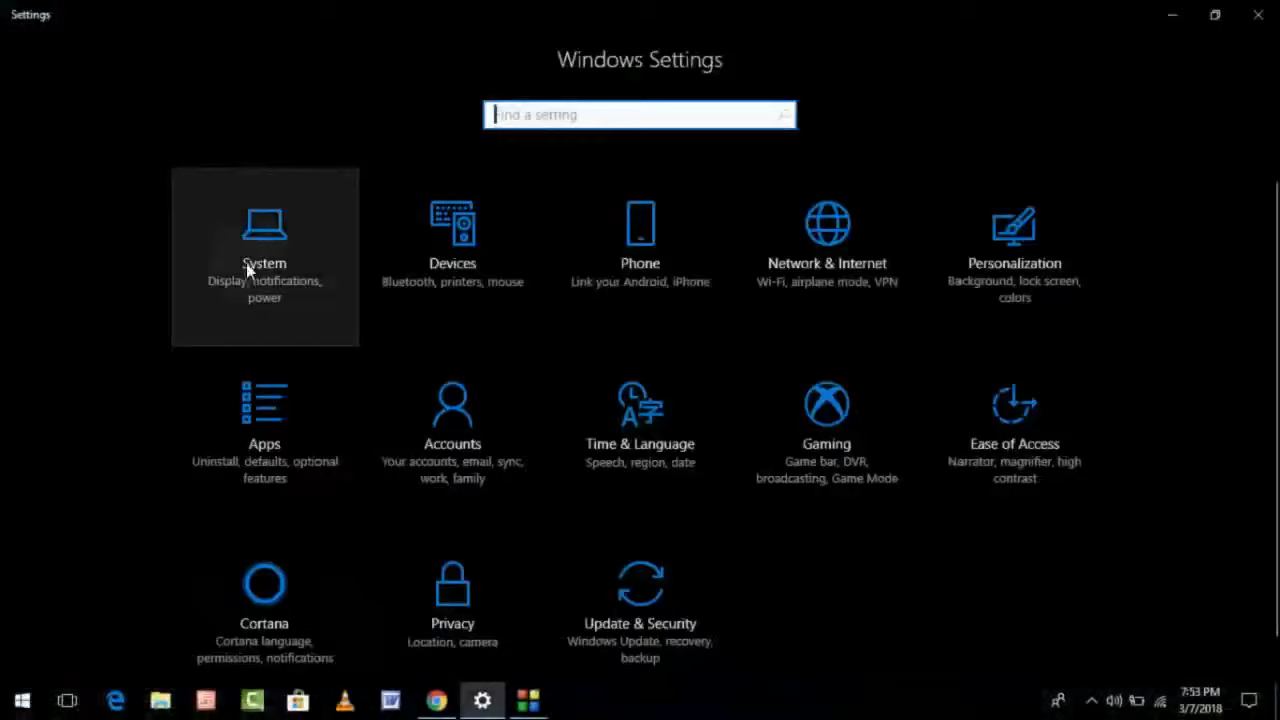 Settings
Windows Settings
Find a setting
System
Display, notifications,
power
Devices
Bluetooth, printers, mouse
Phone
Link your Android, iPhone
Network & Internet
Wi-Fi, airplane mode, VPN
Personalization
Background, lock screen,
colors
Apps
Uninstall, defaults, optional
features
Accounts
Your accounts, email, sync,
work, family
Time & Language
Speech, region, date
Gaming
Game bar, DVR,
broadcasting, Game Mode
Ease of Access
Narrator, magnifier, high
contrast
Cortana
Cortana language,
permissions, notifications
Privacy
Location, camera
Update & Security
Windows Update, recovery,
backup
7:53 PM
3/7/2018